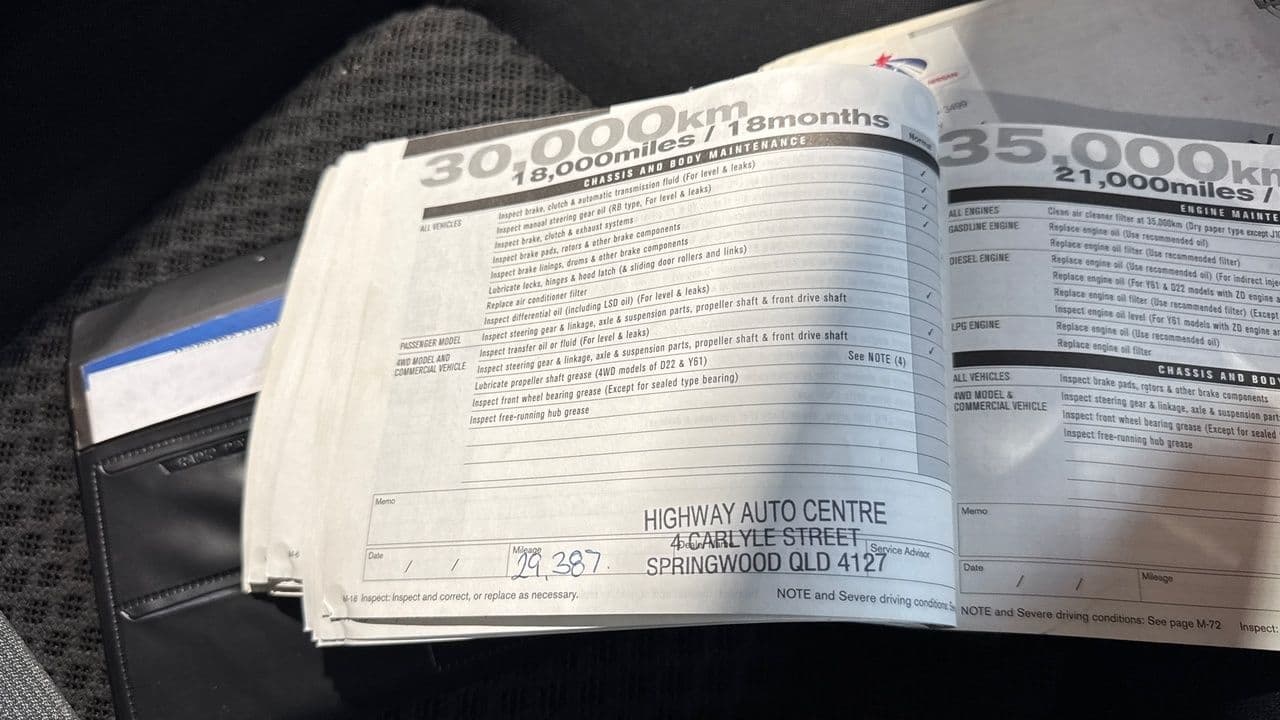 30,000km
18,000miles / 18months
CHASSIS AND BODY MAINTENANCE
Normal
ALL VEHICLES
Inspect brake, clutch & automatic transmission fluid (For level & leaks)
Inspect manual steering gear oil (RB type, For level & leaks)
Inspect brake, clutch & exhaust systems
Inspect brake pads, rotors & other brake components
Inspect brake linings, drums & other brake components
Lubricate locks, hinges & hood latch (& sliding door rollers and links)
Replace air conditioner filter
Inspect differential oil (including LSD oil) (For level & leaks)
PASSENGER MODEL
Inspect steering gear & linkage, axle & suspension parts, propeller shaft & front drive shaft
4WD MODEL AND
COMMERCIAL VEHICLE
Inspect transfer oil or fluid (For level & leaks)
Inspect steering gear & linkage, axle & suspension parts, propeller shaft & front drive shaft
Lubricate propeller shaft grease (4WD models of D22 & Y61)
See NOTE (4)
Inspect front wheel bearing grease (Except for sealed type bearing)
Inspect free-running hub grease
Memo
HIGHWAY AUTO CENTRE
4 CARLYLE STREET
SPRINGWOOD QLD 4127
Date / /
Mileage
29,387.
Service Advisor
M-16 Inspect: Inspect and correct, or replace as necessary.
NOTE and Severe driving conditions:
M-6
NISSAN
3499
35,000km
21,000miles /
ENGINE MAINTE
ALL ENGINES
Clean air cleaner filter at 35,000km (Dry paper type except
GASOLINE ENGINE
Replace engine oil (Use recommended oil)
Replace engine oil filter (Use recommended filter)
DIESEL ENGINE
Replace engine oil (Use recommended oil) (For indirect inje
Replace engine oil (For Y61 & D22 models with ZD engine
Replace engine oil filter (Use recommended filter) (Except
Inspect engine oil level (For Y61 models with ZD engine
LPG ENGINE
Replace engine oil (Use recommended oil)
Replace engine oil filter
CHASSIS AND BODY
ALL VEHICLES
Inspect brake pads, rotors & other brake components
4WD MODEL &
COMMERCIAL VEHICLE
Inspect steering gear & linkage, axle & suspension part
Inspect front wheel bearing grease (Except for sealed
Inspect free-running hub grease
Memo
Date / /
Mileage
NOTE and Severe driving conditions: See page M-72
Inspect: